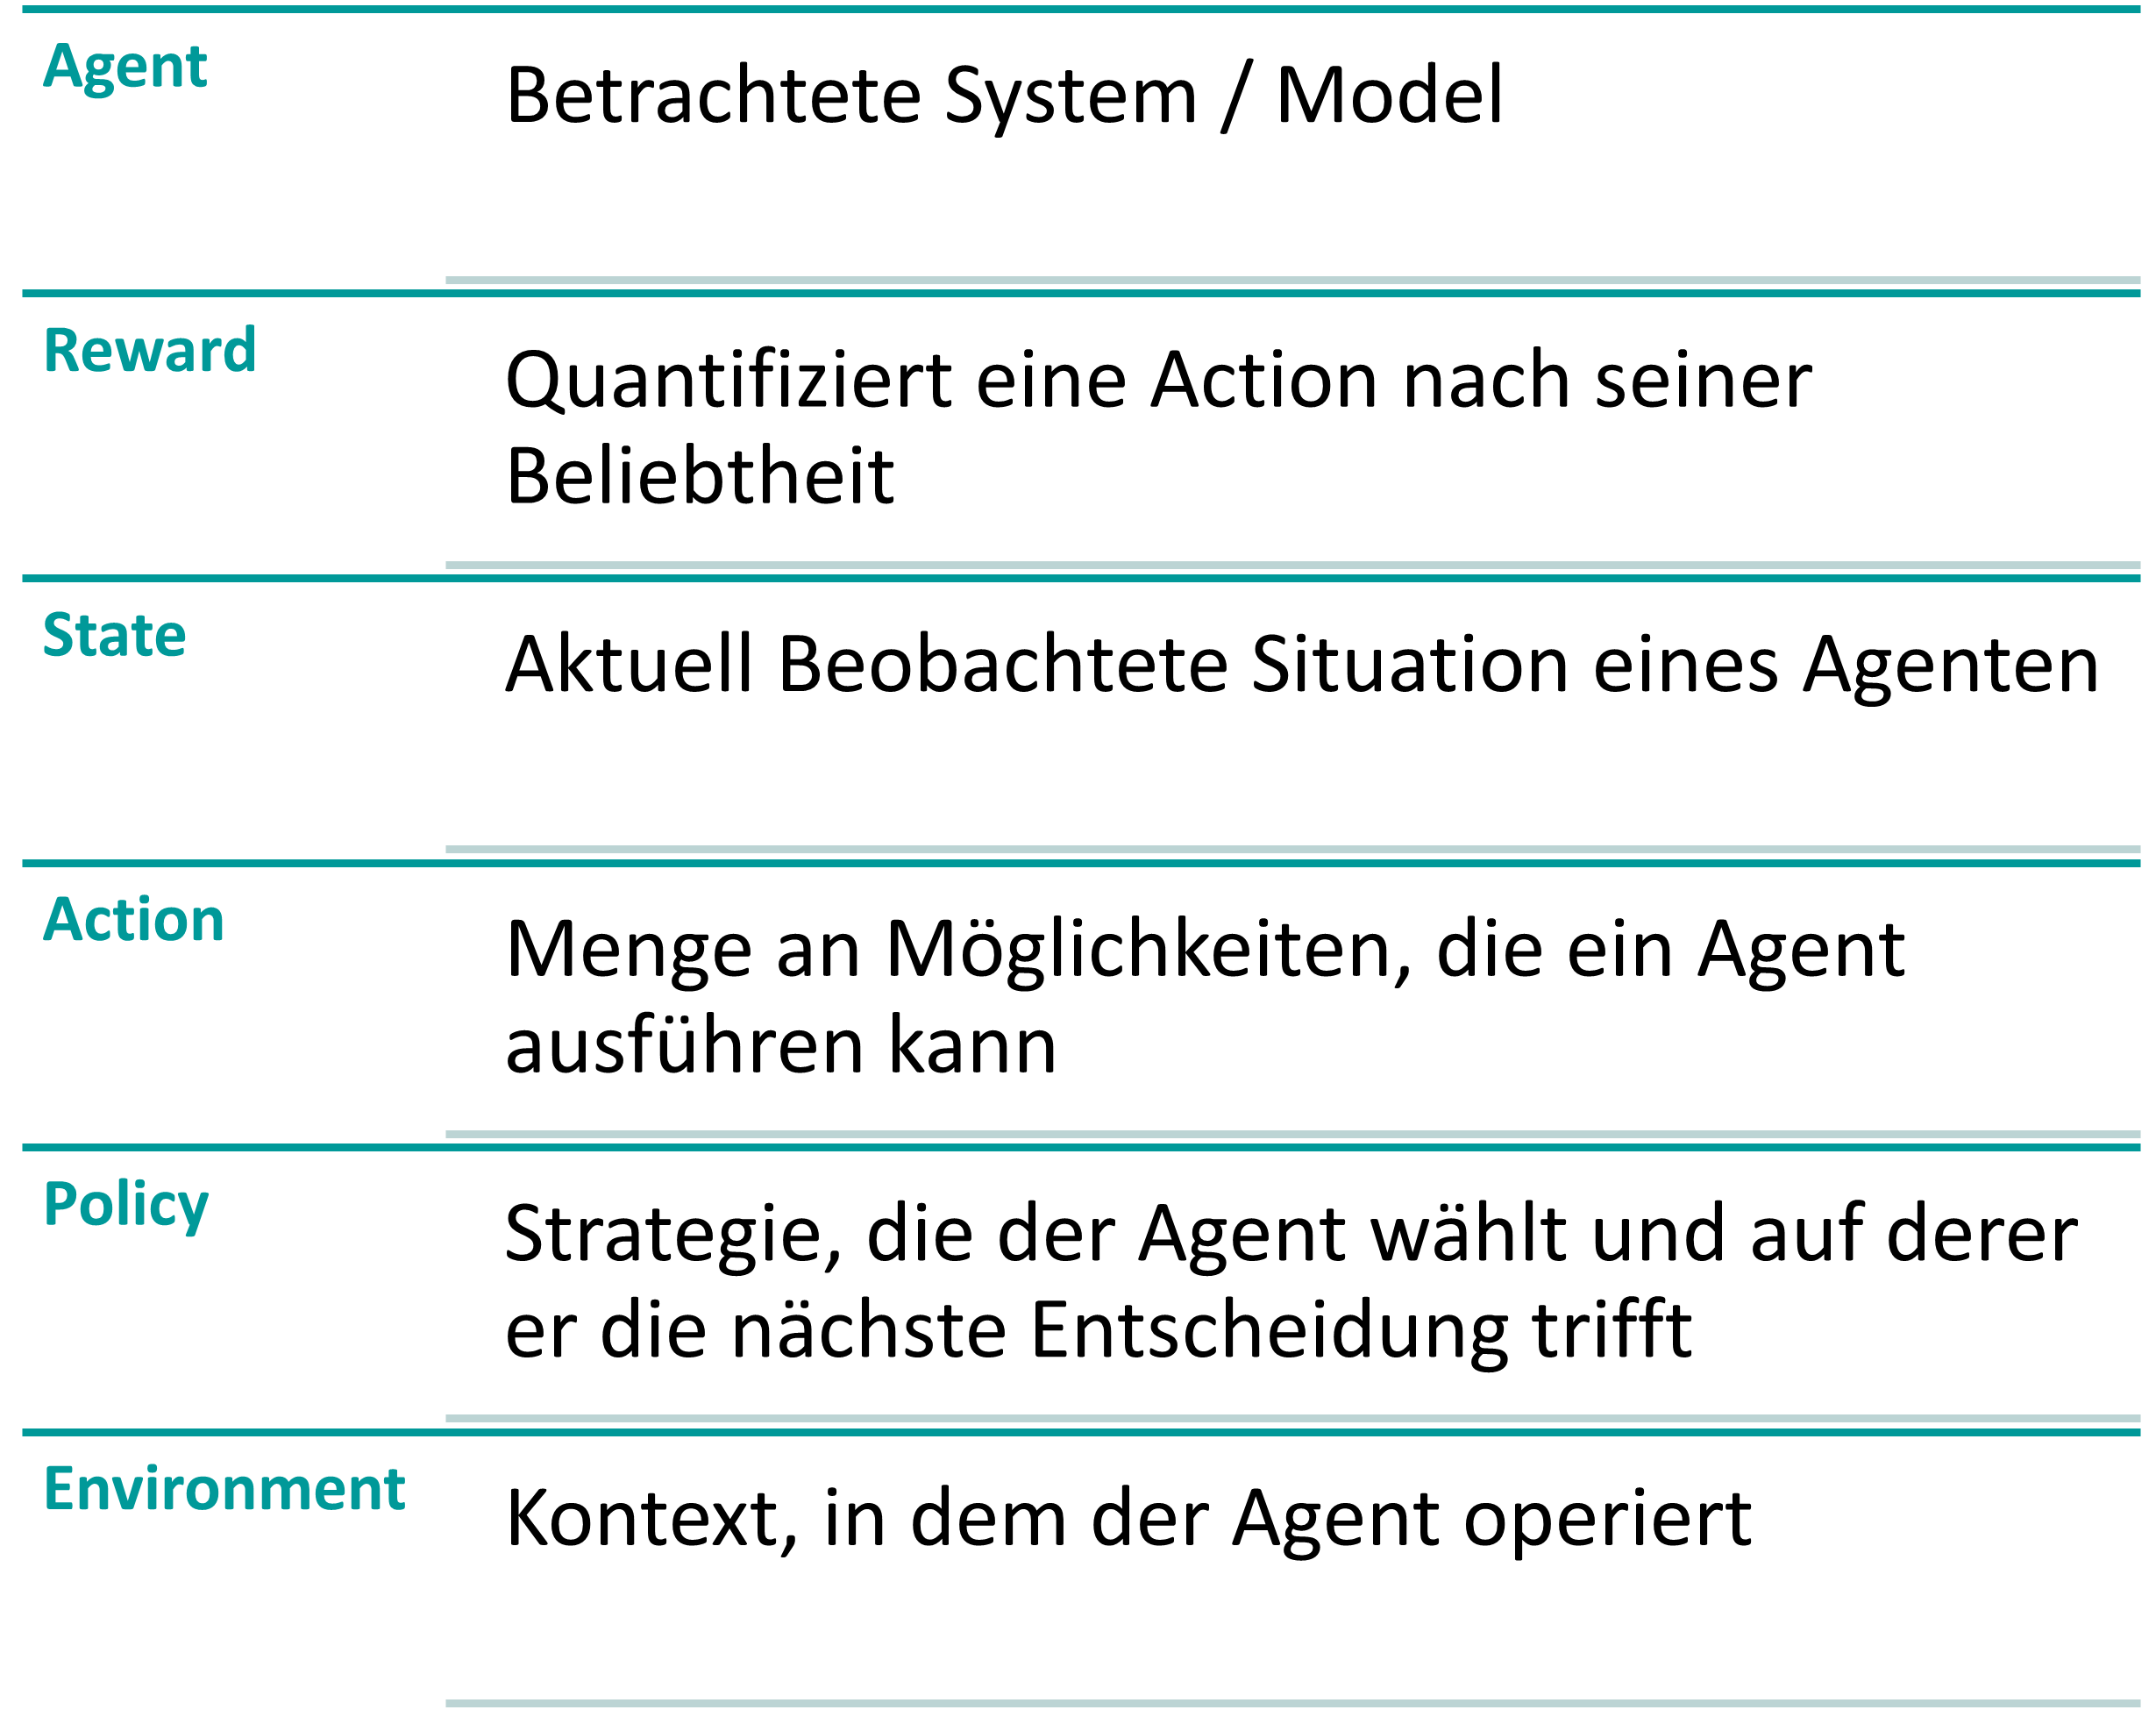 Agent
Betrachtete System / Model
Reward
Quantifiziert eine Action nach seiner
Beliebtheit
State
Aktuell Beobachtete Situation eines Agenten
Action
Menge an Möglichkeiten, die ein Agent
ausführen kann
Policy
Strategie, die der Agent wählt und auf derer
er die nächste Entscheidung trifft
Environment
Kontext, in dem der Agent operiert